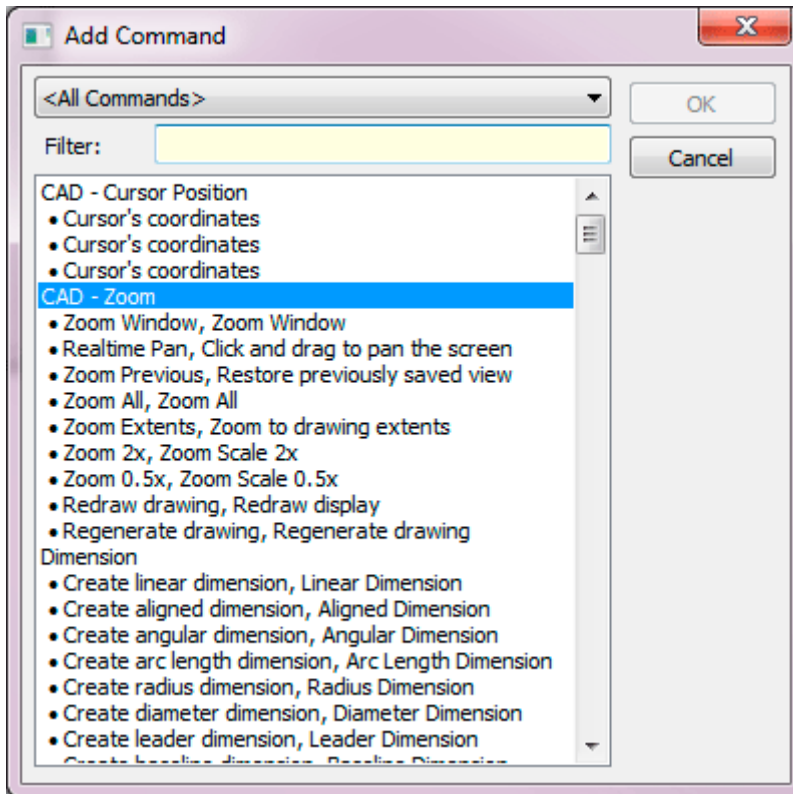 Add Command
<All Commands>
OK
Filter:
Cancel
CAD - Cursor Position
• Cursor's coordinates
• Cursor's coordinates
• Cursor's coordinates
CAD - Zoom
• Zoom Window, Zoom Window
• Realtime Pan, Click and drag to pan the screen
• Zoom Previous, Restore previously saved view
• Zoom All, Zoom All
• Zoom Extents, Zoom to drawing extents
• Zoom 2x, Zoom Scale 2x
• Zoom 0.5x, Zoom Scale 0.5x
• Redraw drawing, Redraw display
• Regenerate drawing, Regenerate drawing
Dimension
• Create linear dimension, Linear Dimension
• Create aligned dimension, Aligned Dimension
• Create angular dimension, Angular Dimension
• Create arc length dimension, Arc Length Dimension
• Create radius dimension, Radius Dimension
• Create diameter dimension, Diameter Dimension
• Create leader dimension, Leader Dimension